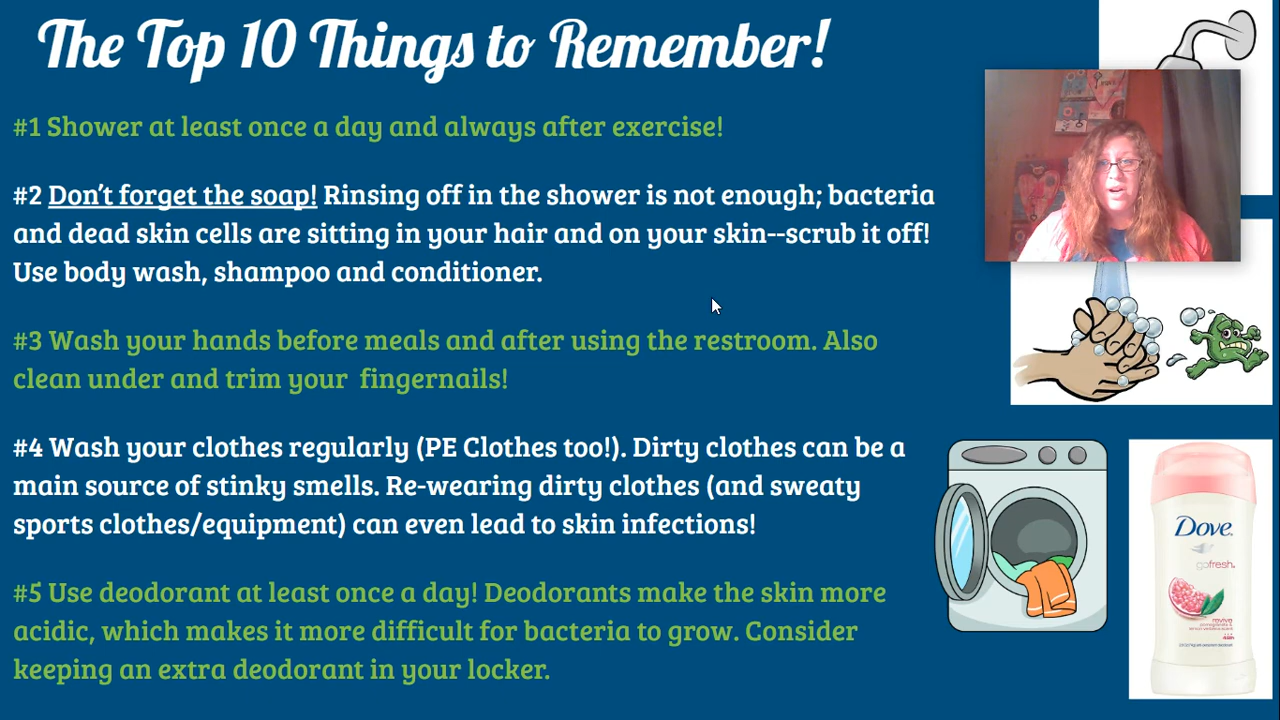 The Top 10 Things to Remember!
#1 Shower at least once a day and always after exercise!
#2 Don't forget the soap! Rinsing off in the shower is not enough; bacteria
and dead skin cells are sitting in your hair and on your skin--scrub it off!
Use body wash, shampoo and conditioner.
#3 Wash your hands before meals and after using the restroom. Also
clean under and trim your fingernails!
#4 Wash your clothes regularly (PE Clothes too!). Dirty clothes can be a
main source of stinky smells. Re-wearing dirty clothes (and sweaty
sports clothes/equipment) can even lead to skin infections!
#5 Use deodorant at least once a day! Deodorants make the skin more
acidic, which makes it more difficult for bacteria to grow. Consider
keeping an extra deodorant in your locker.
Dove
gofresh
revive